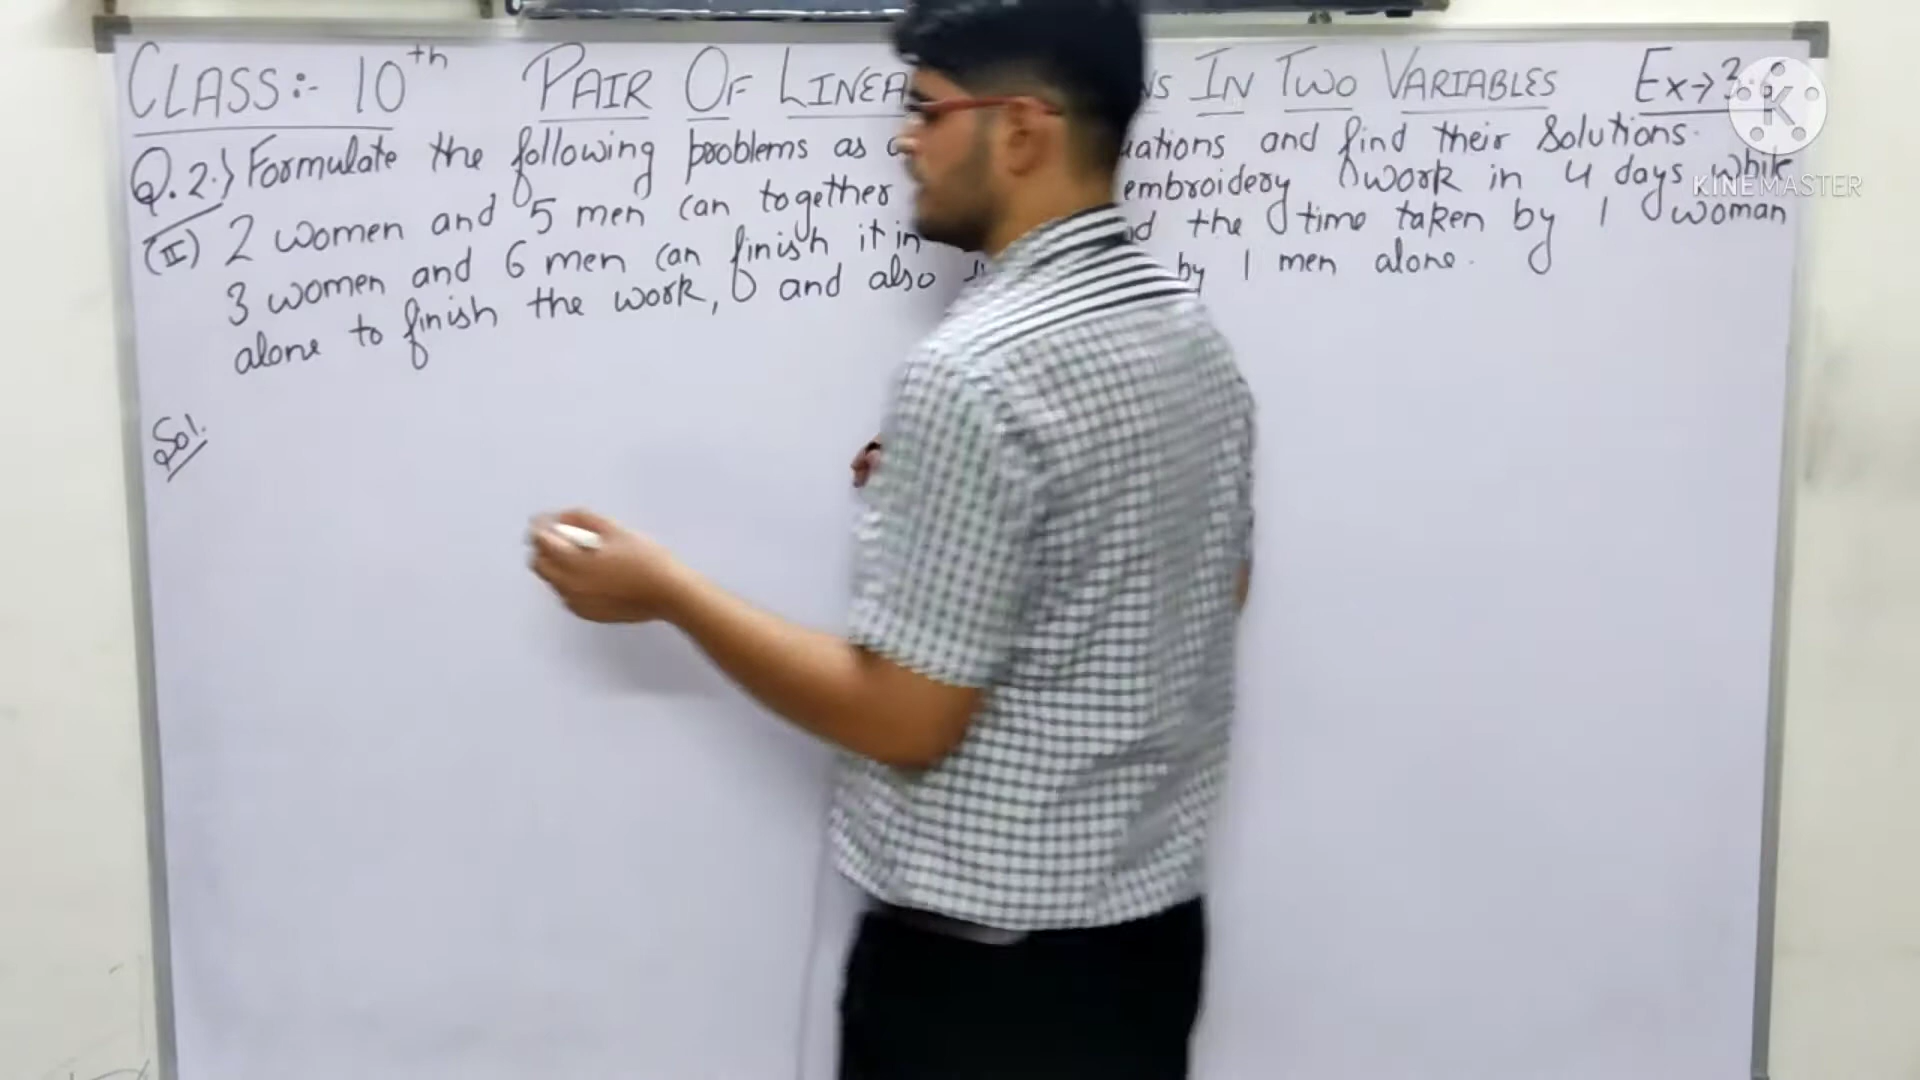 CLASS:- 10th PAIR OF LINEA NS IN TWO VARIABLES Ex→3.6
Q.2.) Formulate the following problems as a uations and find their solutions.
(II) 2 women and 5 men can together embroidery work in 4 days while
3 women and 6 men can finish it in the time taken by 1 woman
alone to finish the work, and also by 1 men alone.
Sol.
K
KINEMASTER